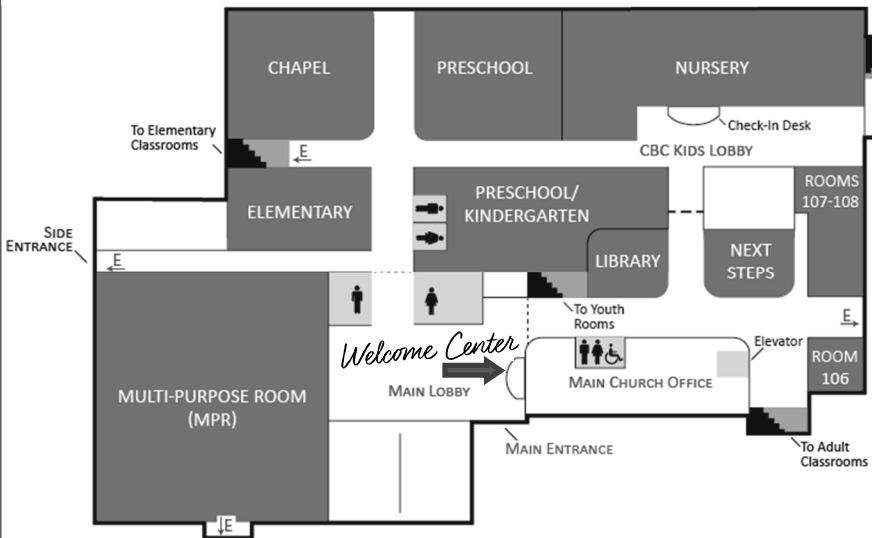 CHAPEL
PRESCHOOL
NURSERY
Check-In Desk
To Elementary
Classrooms
E
CBC KIDS LOBBY
ROOMS
107-108
PRESCHOOL/
KINDERGARTEN
ELEMENTARY
SIDE
ENTRANCE
E
LIBRARY
NEXT
STEPS
To Youth
Rooms
E
Welcome Center
Elevator
ROOM
106
MAIN LOBBY
MAIN CHURCH OFFICE
MULTI-PURPOSE ROOM
(MPR)
MAIN ENTRANCE
To Adult
Classrooms
E